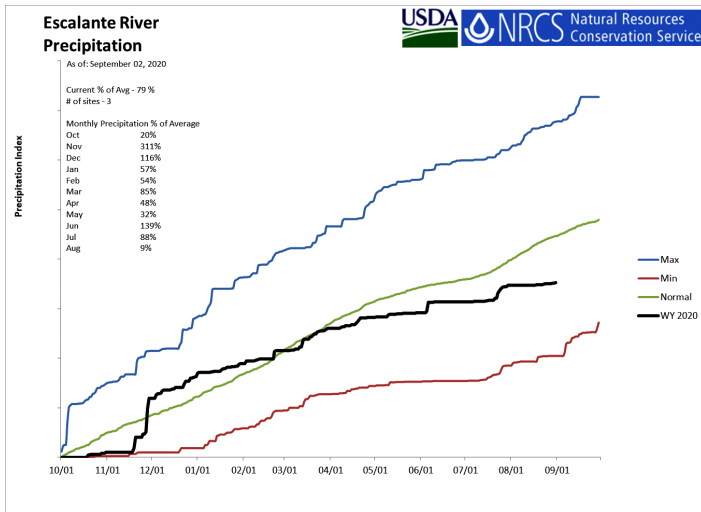 Escalante River
Precipitation
USDA
NRCS
Natural Resources
Conservation Service
As of: September 02, 2020
Current % of Avg - 79 %
# of sites - 3
Monthly Precipitation % of Average
Oct 20%
Nov 311%
Dec 116%
Jan 57%
Feb 54%
Mar 85%
Apr 48%
May 32%
Jun 139%
Jul 88%
Aug 9%
Precipitation Index
Max
Min
Normal
WY 2020
10/01 11/01 12/01 01/01 02/01 03/01 04/01 05/01 06/01 07/01 08/01 09/01